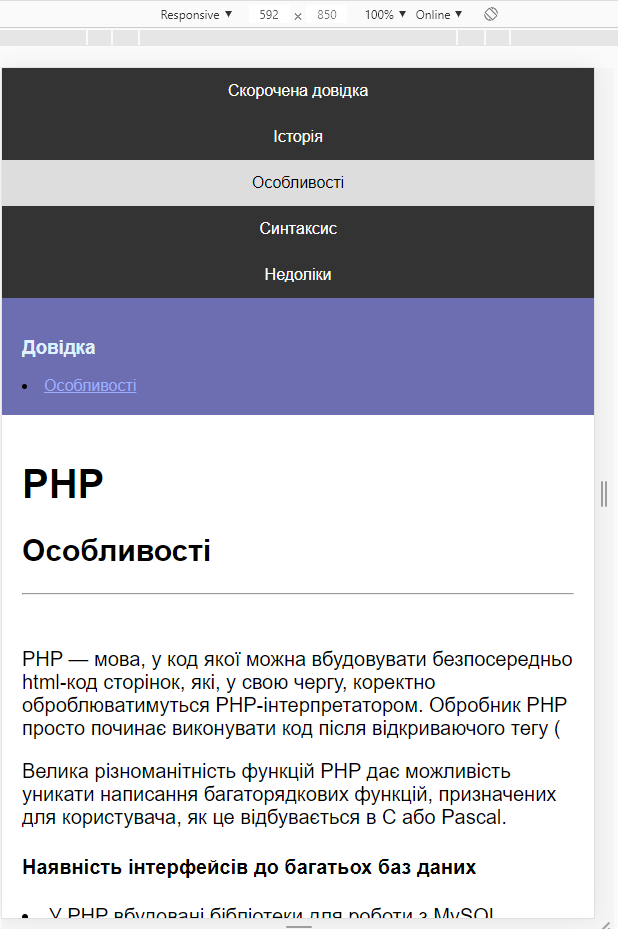 Responsive ▼ 592 × 850 100% ▼ Online ▼
Скорочена довідка
Історія
Особливості
Синтаксис
Недоліки
Довідка
• Особливості
PHP
Особливості
PHP — мова, у код якої можна вбудовувати безпосередньо
html-код сторінок, які, у свою чергу, коректно
оброблюватимуться PHP-інтерпретатором. Обробник PHP
просто починає виконувати код після відкриваючого тегу (
Велика різноманітність функцій PHP дає можливість
уникати написання багаторядкових функцій, призначених
для користувача, як це відбувається в C або Pascal.
Наявність інтерфейсів до багатьох баз даних
• У PHP вбудовані бібліотеки для роботи з MySQL,